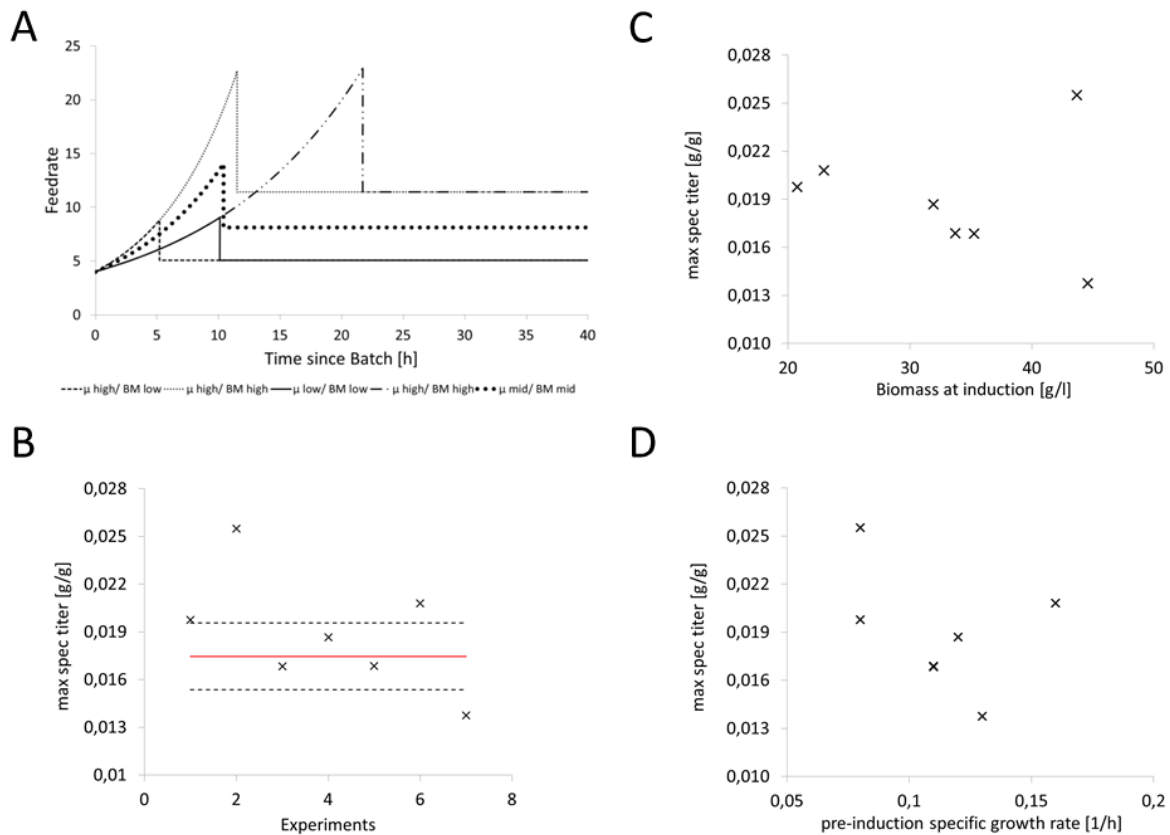 A
25
20
15
10
5
0
Feedrate
0 5 10 15 20 25 30 35 40
Time since Batch [h]
μ high/ BM low μ high/ BM high μ low/ BM low μ high/ BM high μ mid/ BM mid
B
0,028
0,025
0,022
0,019
0,016
0,013
0,01
max spec titer [g/g]
0 2 4 6 8
Experiments
C
0,028
0,025
0,022
0,019
0,016
0,013
0,010
max spec titer [g/g]
20 30 40 50
Biomass at induction [g/l]
D
0,028
0,025
0,022
0,019
0,016
0,013
0,010
max spec titer [g/g]
0,05 0,1 0,15 0,2
pre-induction specific growth rate [1/h]